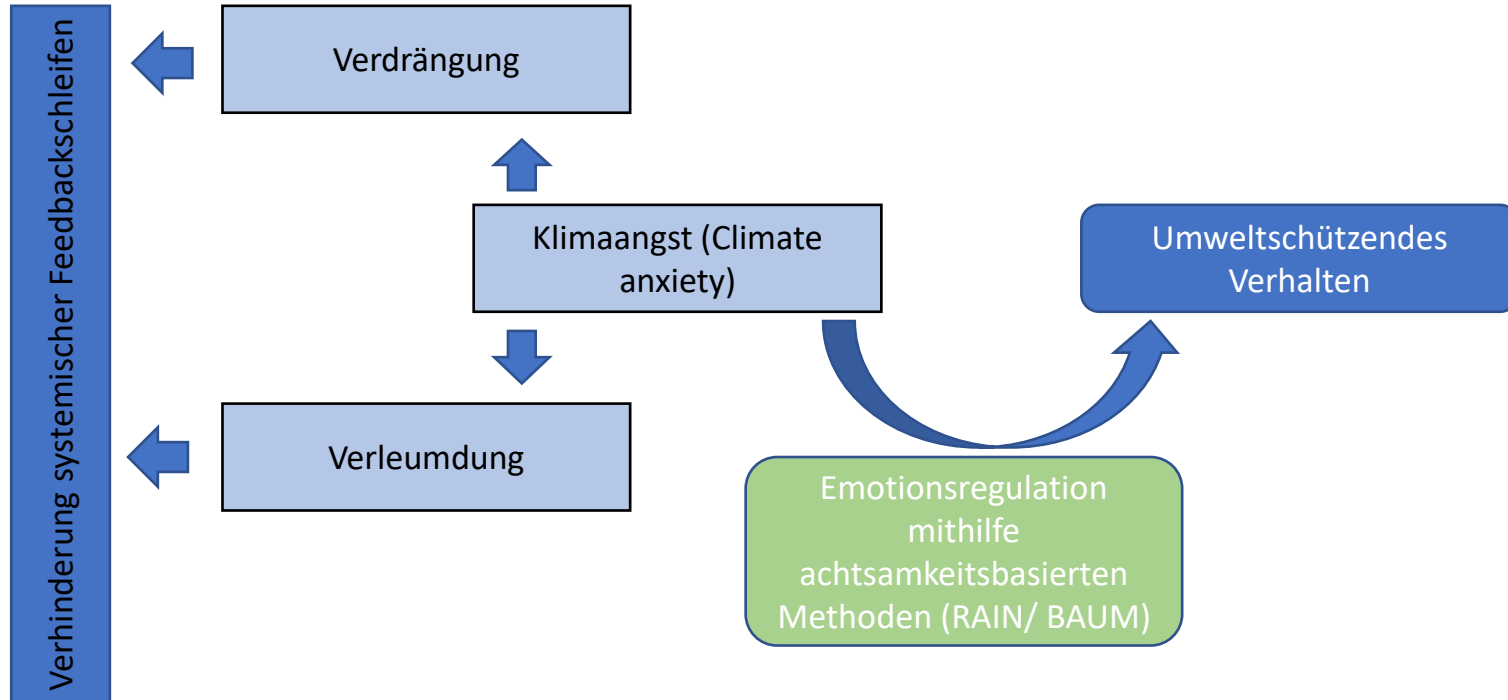 Verhinderung systemischer Feedbackschleifen
Verdrängung
Klimaangst (Climate
anxiety)
Umweltschützendes
Verhalten
Verleumdung
Emotionsregulation
mithilfe
achtsamkeitsbasierten
Methoden (RAIN/ BAUM)